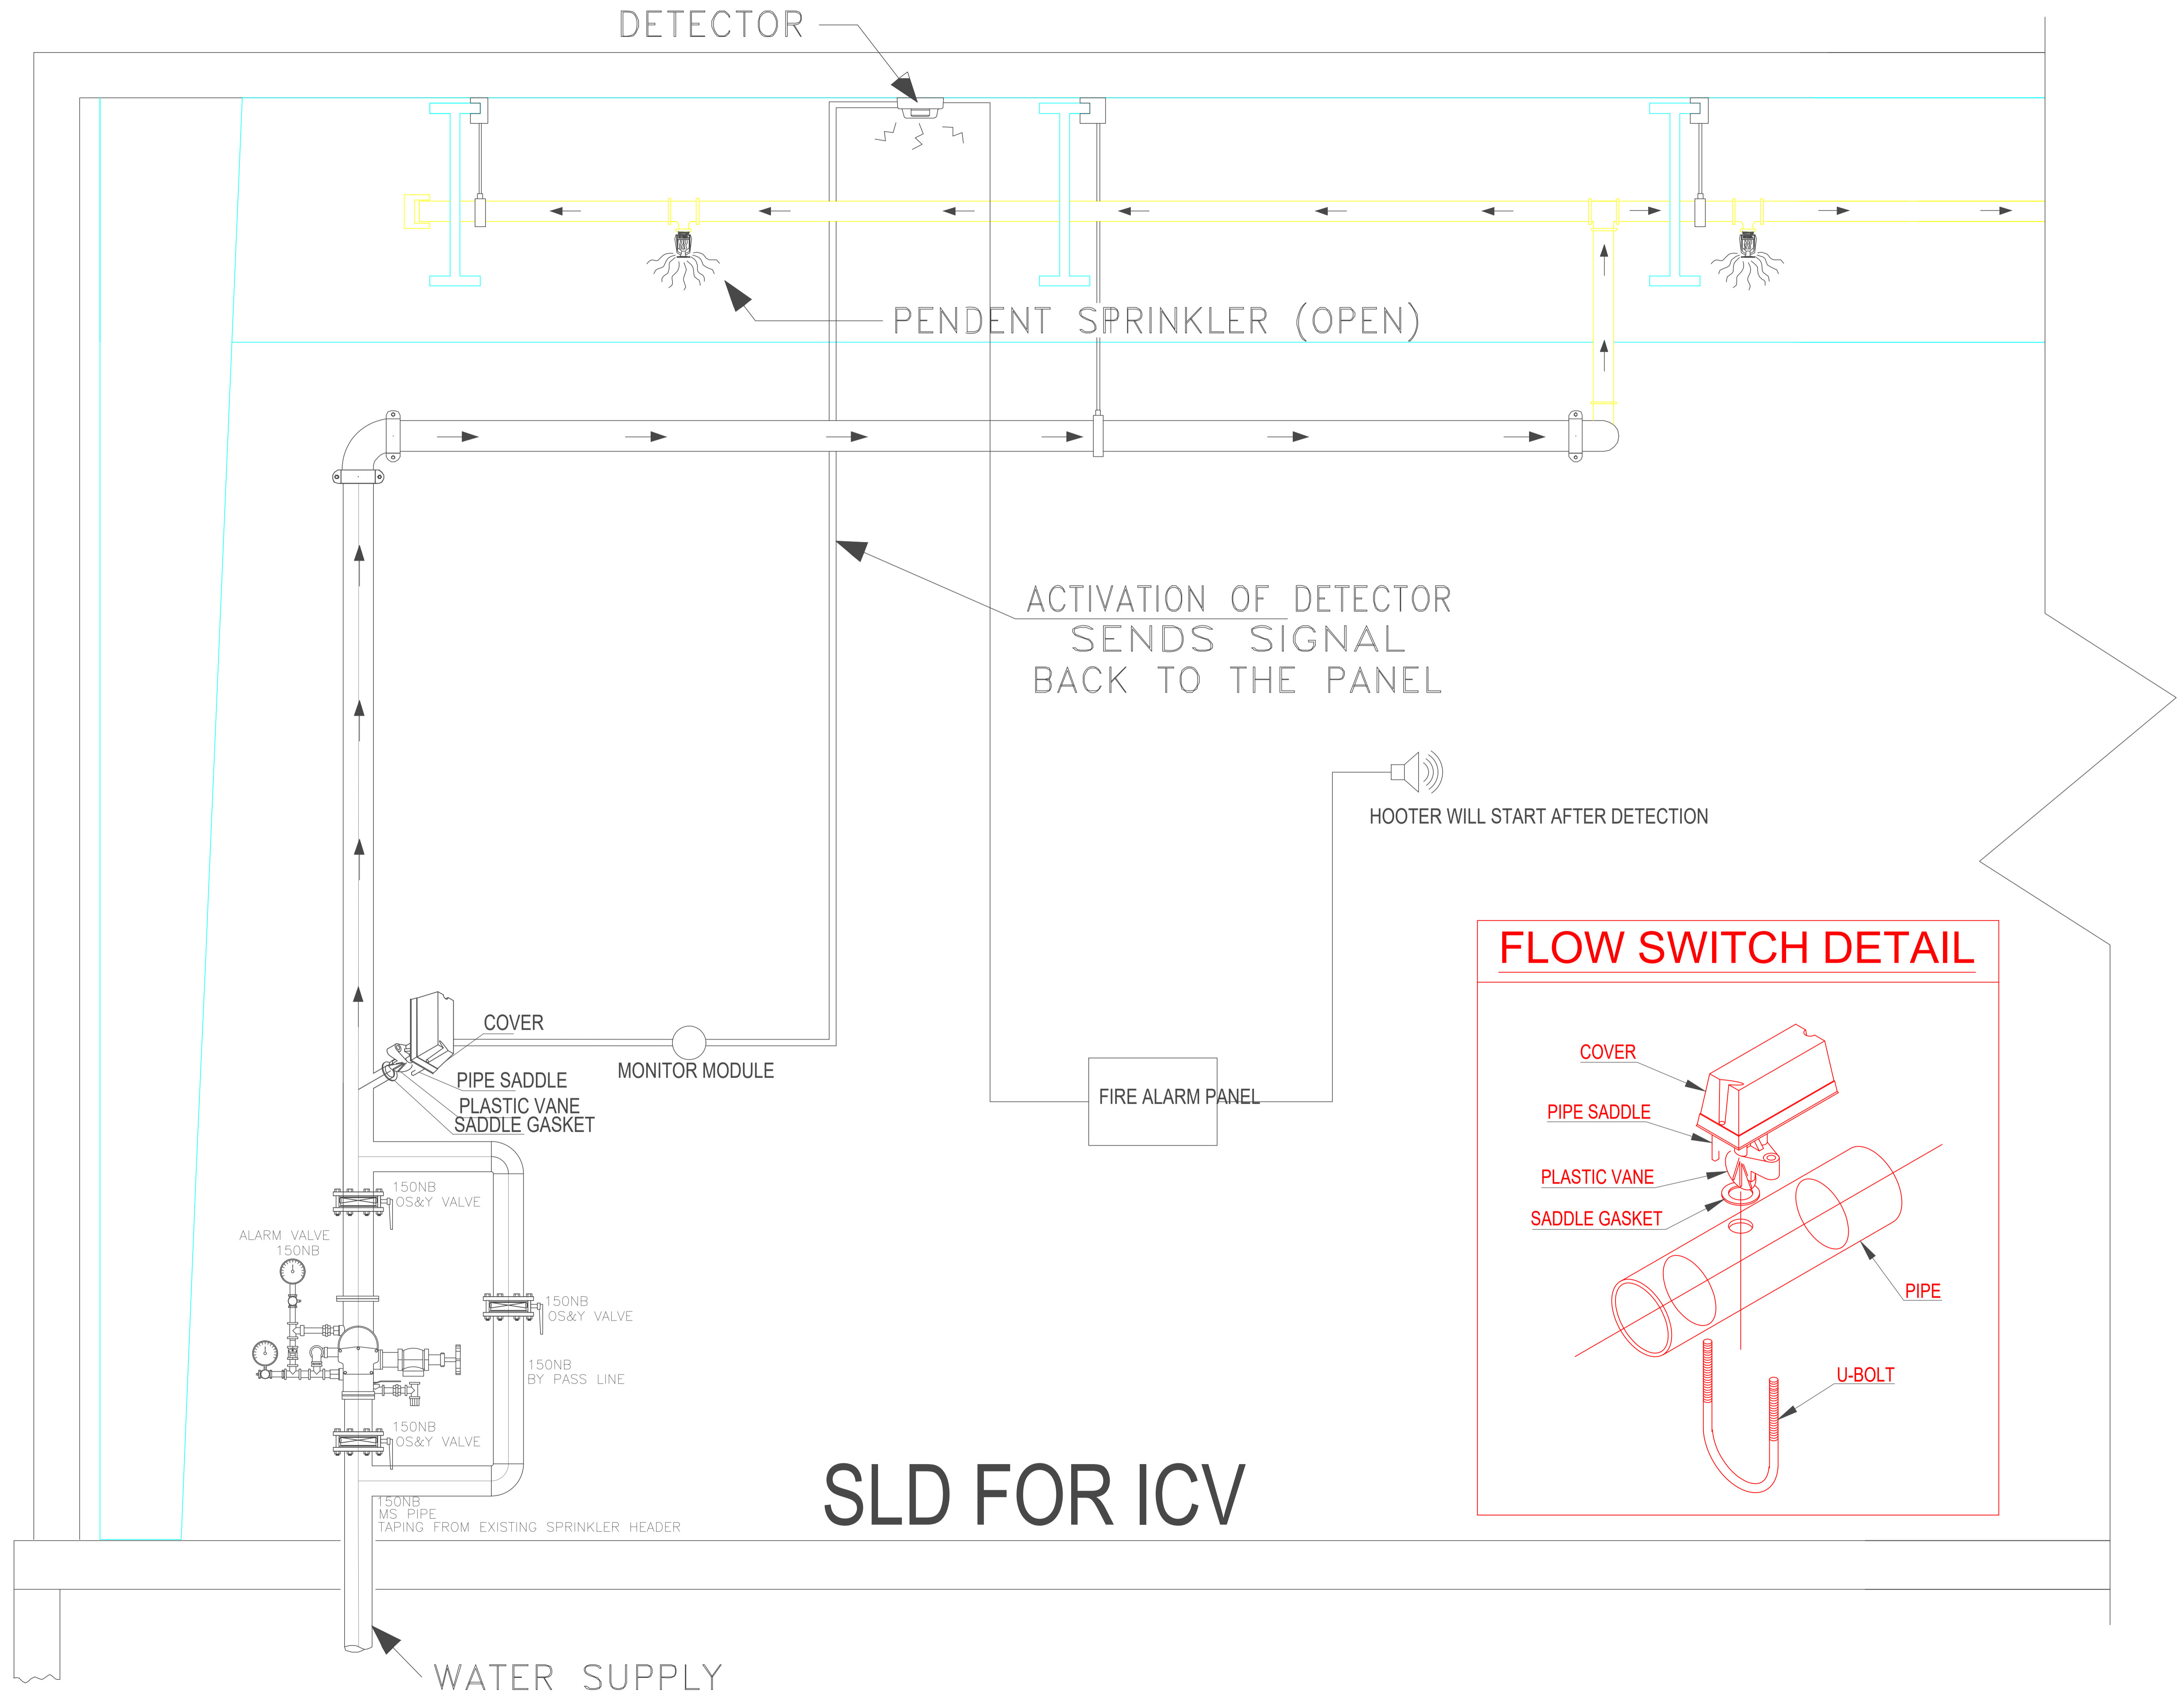 DETECTOR
PENDENT SPRINKLER (OPEN)
ACTIVATION OF DETECTOR
SENDS SIGNAL
BACK TO THE PANEL
HOOTER WILL START AFTER DETECTION
COVER
PIPE SADDLE
PLASTIC VANE
SADDLE GASKET
MONITOR MODULE
FIRE ALARM PANEL
150NB
OS&Y VALVE
ALARM VALVE
150NB
150NB
OS&Y VALVE
150NB
BY PASS LINE
150NB
OS&Y VALVE
150NB
MS PIPE
TAPING FROM EXISTING SPRINKLER HEADER
WATER SUPPLY
SLD FOR ICV
FLOW SWITCH DETAIL
COVER
PIPE SADDLE
PLASTIC VANE
SADDLE GASKET
PIPE
U-BOLT